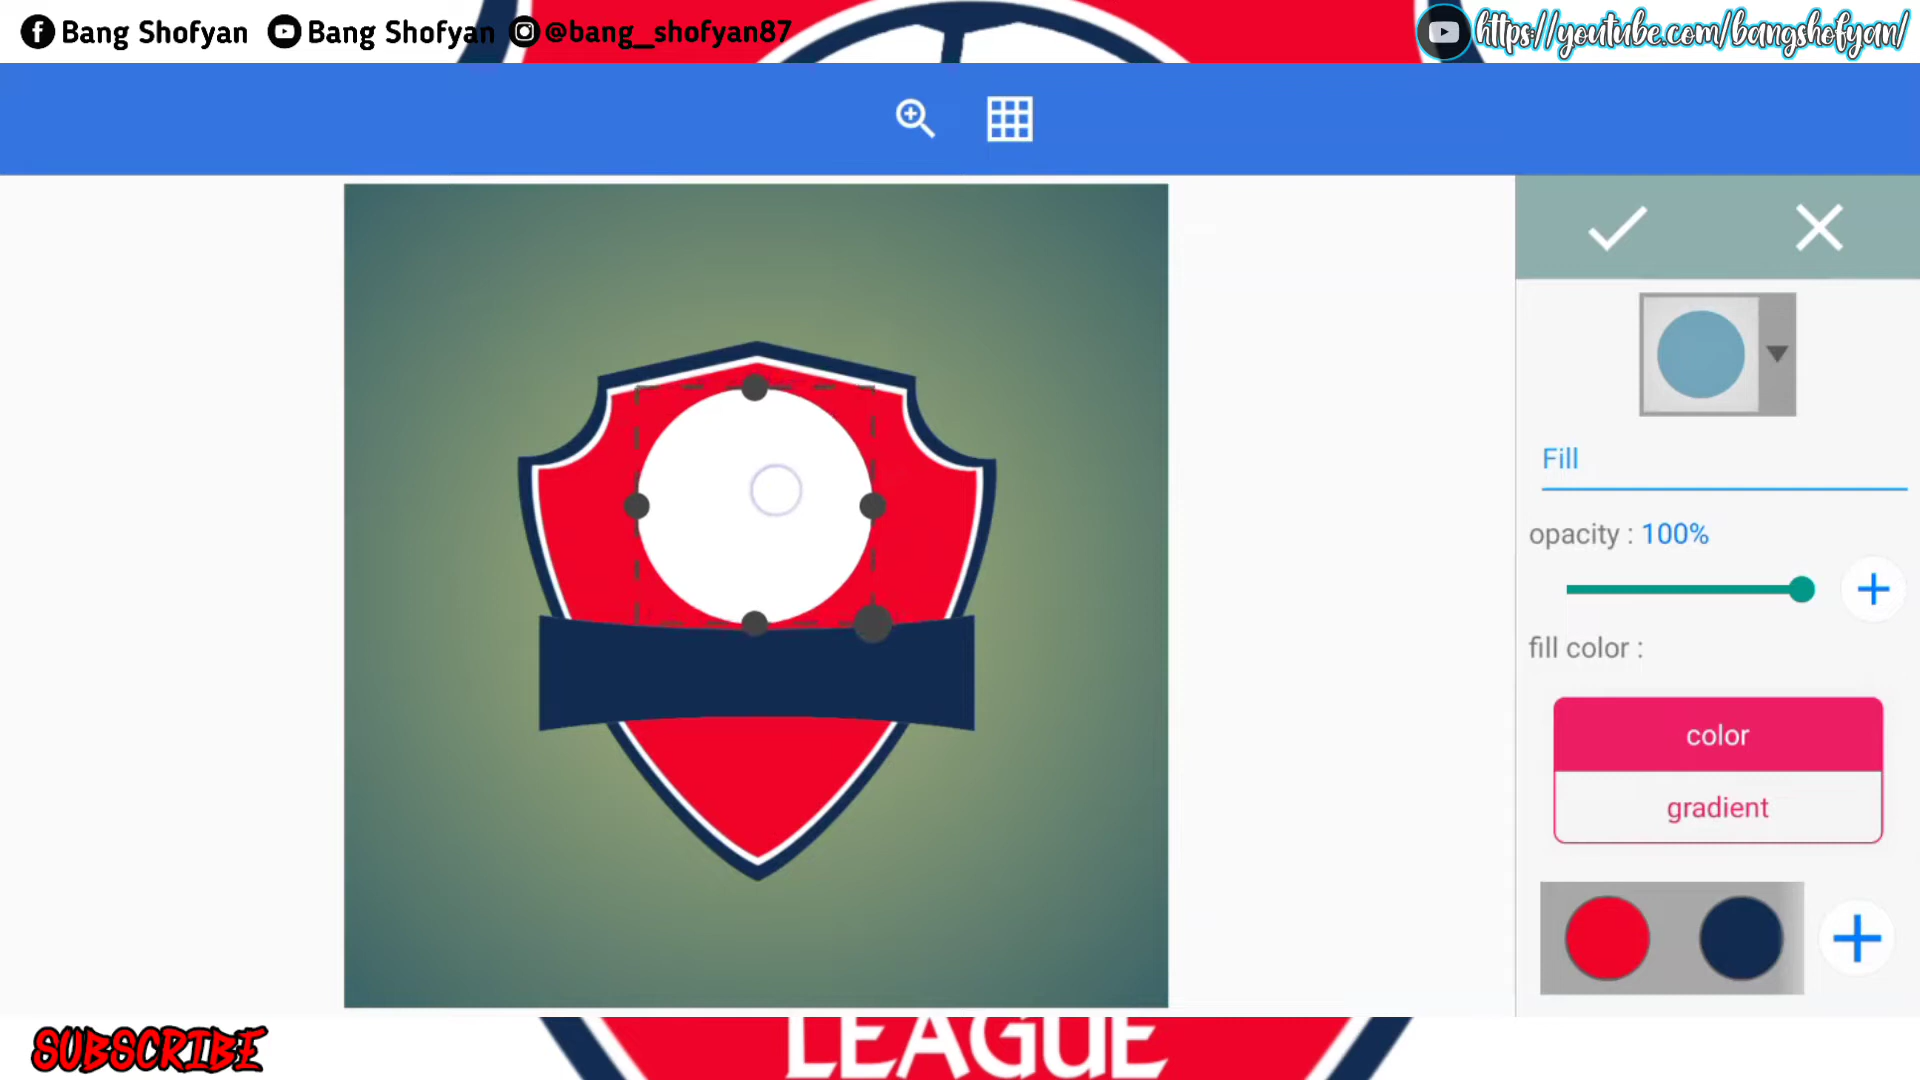 Bang Shofyan Bang Shofyan @bang_shofyan87 https://youtube.com/bangshofyan/
Fill
opacity : 100%
fill color :
color
gradient
SUBSCRIBE
LEAGUE